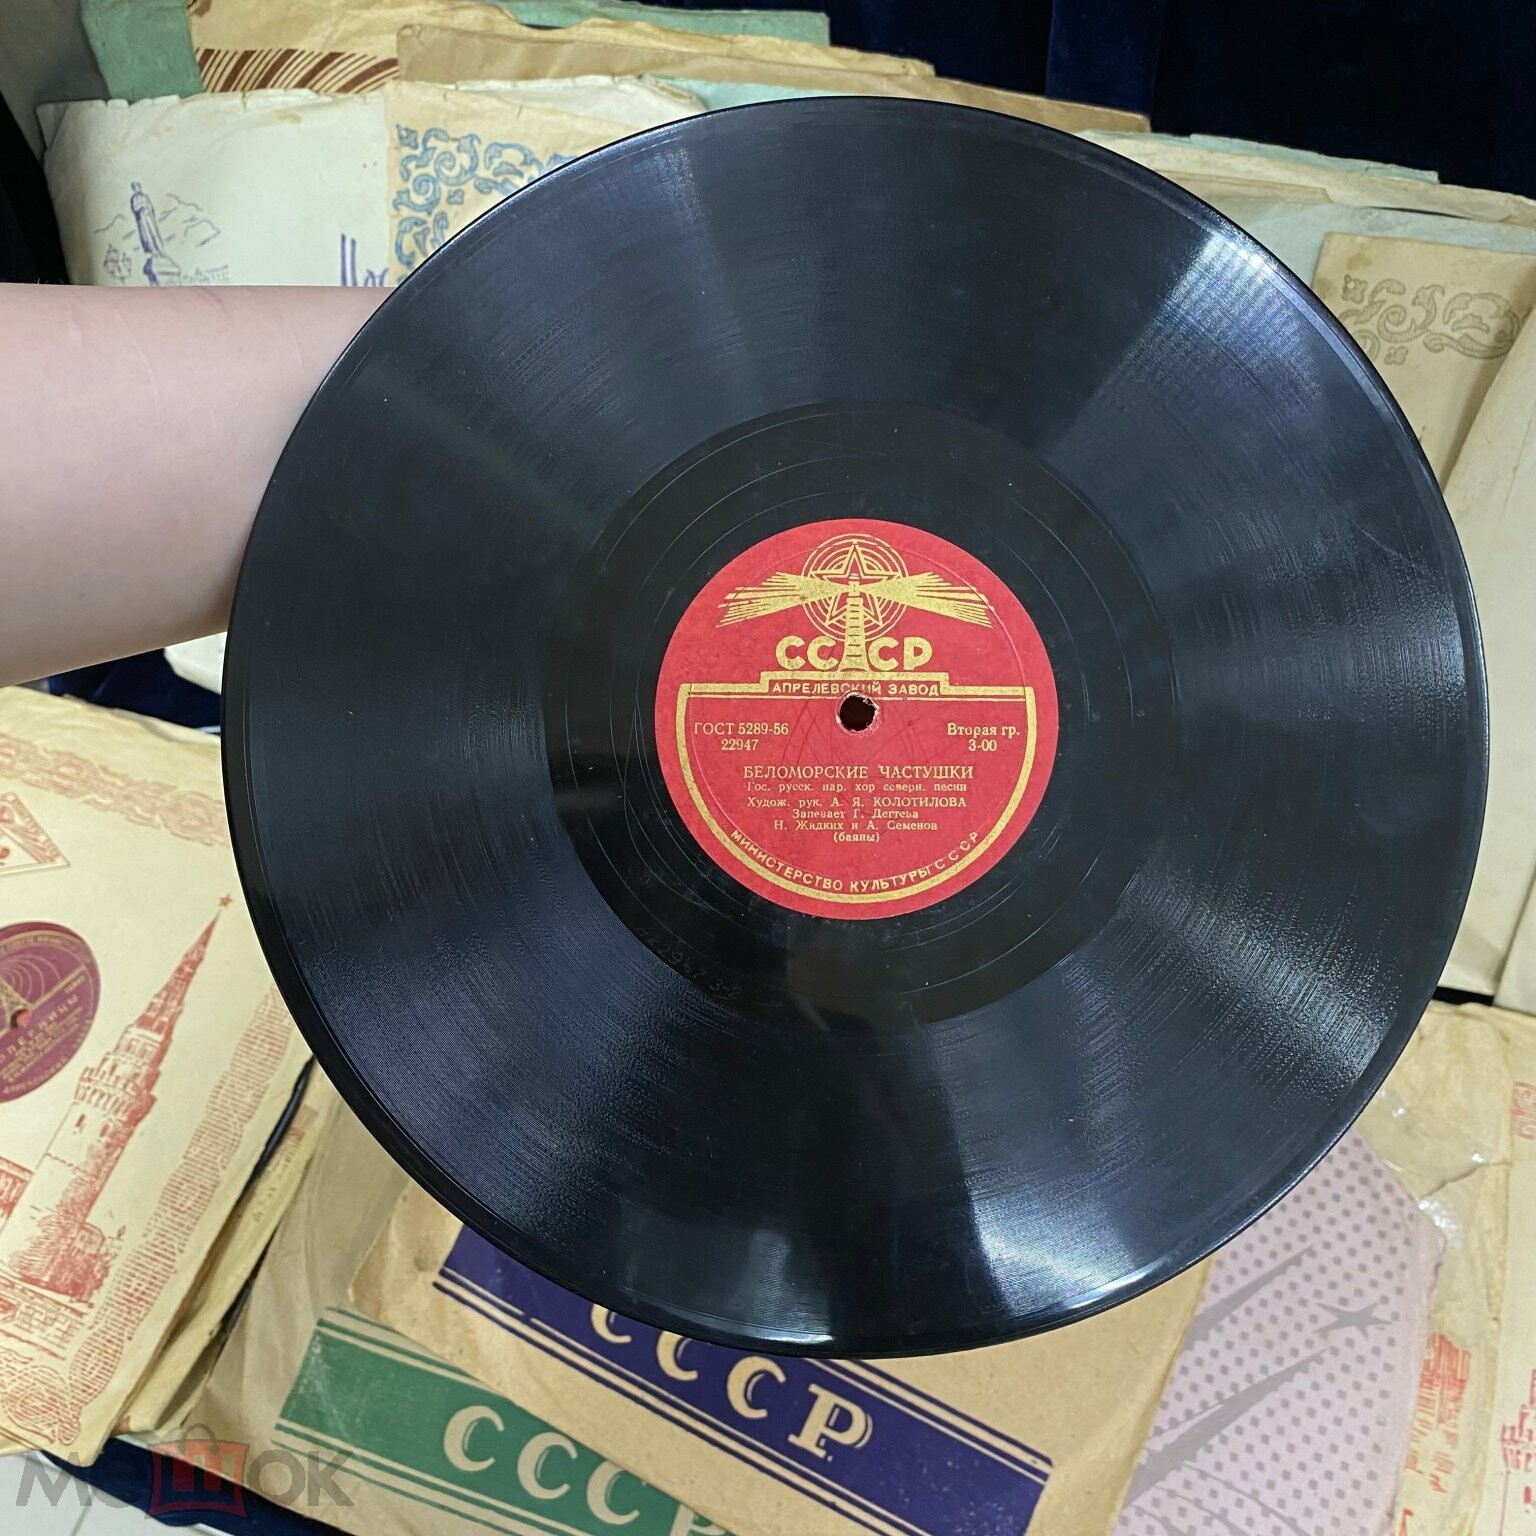 СССР
АПРЕЛЕВСКИЙ ЗАВОД
ГОСТ 5289-56
22947
Вторая гр.
3-00
БЕЛОМОРСКИЕ ЧАСТУШКИ
Гос. русск. нар. хор северн. песни
Худож. рук. А. Я. КОЛОТИЛОВА
Запевает Г. Дегтева
Н. Жидких и А. Семенов
(баяны)
МИНИСТЕРСТВО КУЛЬТУРЫ СССР
СССР
СССР
МЕШОК